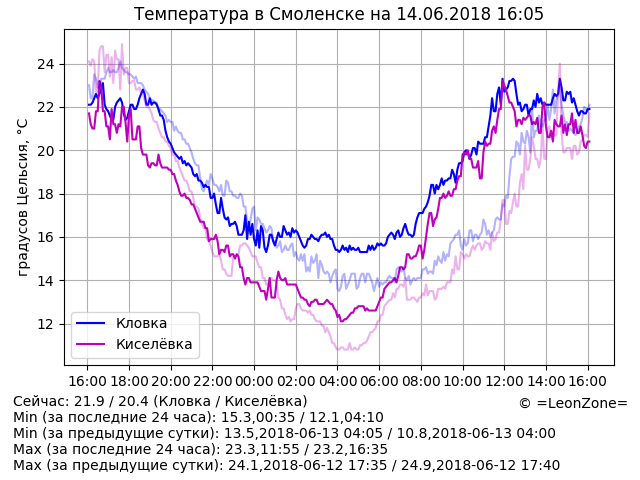 Температура в Смоленске на 14.06.2018 16:05
градусов Цельсия, °C
24
22
20
18
16
14
12
Кловка
Киселёвка
16:00 18:00 20:00 22:00 00:00 02:00 04:00 06:00 08:00 10:00 12:00 14:00 16:00
Сейчас: 21.9 / 20.4 (Кловка / Киселёвка)
© =LeonZone=
Min (за последние 24 часа): 15.3,00:35 / 12.1,04:10
Min (за предыдущие сутки): 13.5,2018-06-13 04:05 / 10.8,2018-06-13 04:00
Max (за последние 24 часа): 23.3,11:55 / 23.2,16:35
Max (за предыдущие сутки): 24.1,2018-06-12 17:35 / 24.9,2018-06-12 17:40